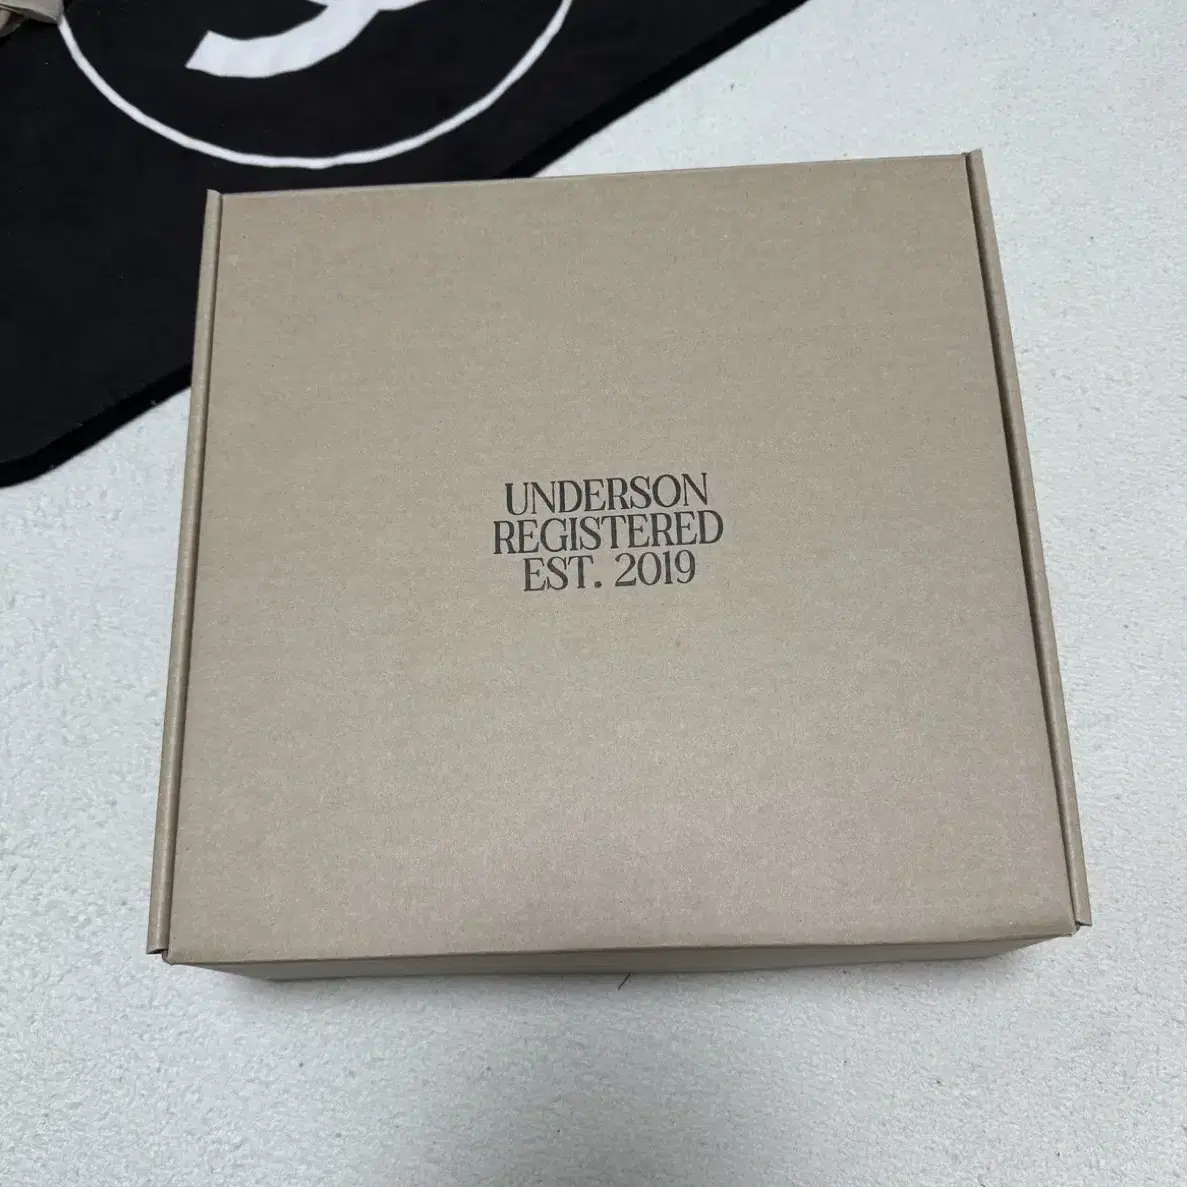 UNDERSON
REGISTERED
EST. 2019